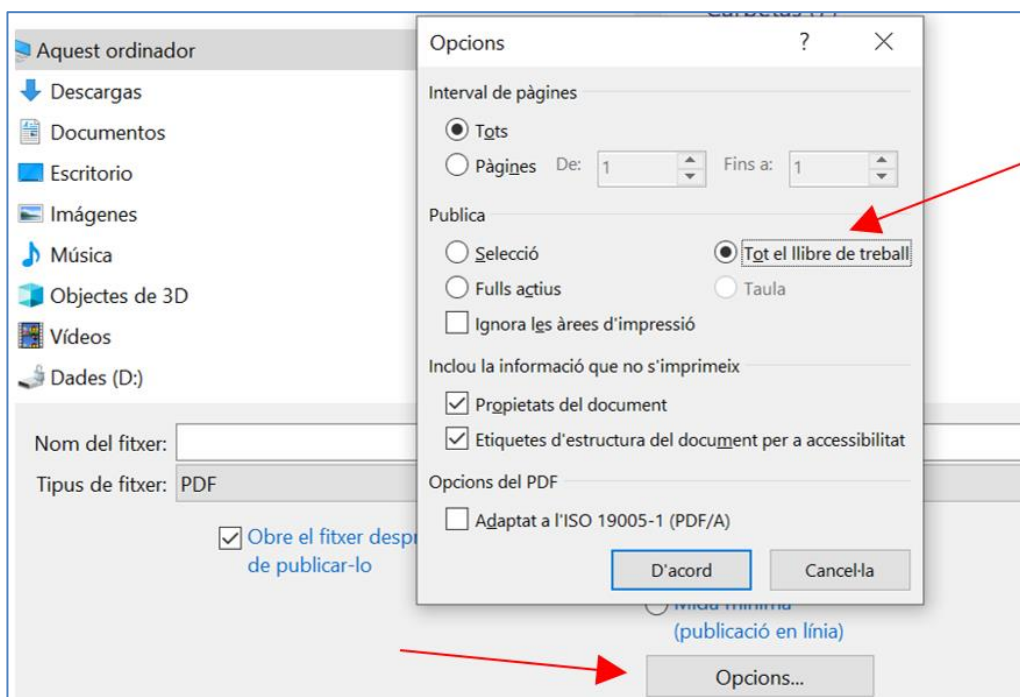 Aquest ordinador
Descargas
Documentos
Escritorio
Imágenes
Música
Objectes de 3D
Vídeos
Dades (D:)
Nom del fitxer:
Tipus de fitxer: PDF
Obre el fitxer despr
de publicar-lo
Opcions ?
Interval de pàgines
Tots
Pàgines De: 1 Fins a: 1
Publica
Selecció Tot el llibre de treball
Fulls actius Taula
Ignora les àrees d'impressió
Inclou la informació que no s'imprimeix
Propietats del document
Etiquetes d'estructura del document per a accessibilitat
Opcions del PDF
Adaptat a l'ISO 19005-1 (PDF/A)
D'acord Cancel·la
Mida mínima
(publicació en línia)
Opcions...